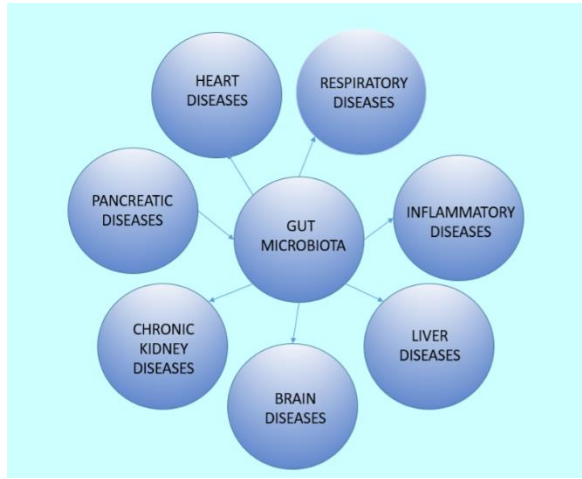 HEART
DISEASES
RESPIRATORY
DISEASES
PANCREATIC
DISEASES
GUT
MICROBIOTA
INFLAMMATORY
DISEASES
CHRONIC
KIDNEY
DISEASES
LIVER
DISEASES
BRAIN
DISEASES